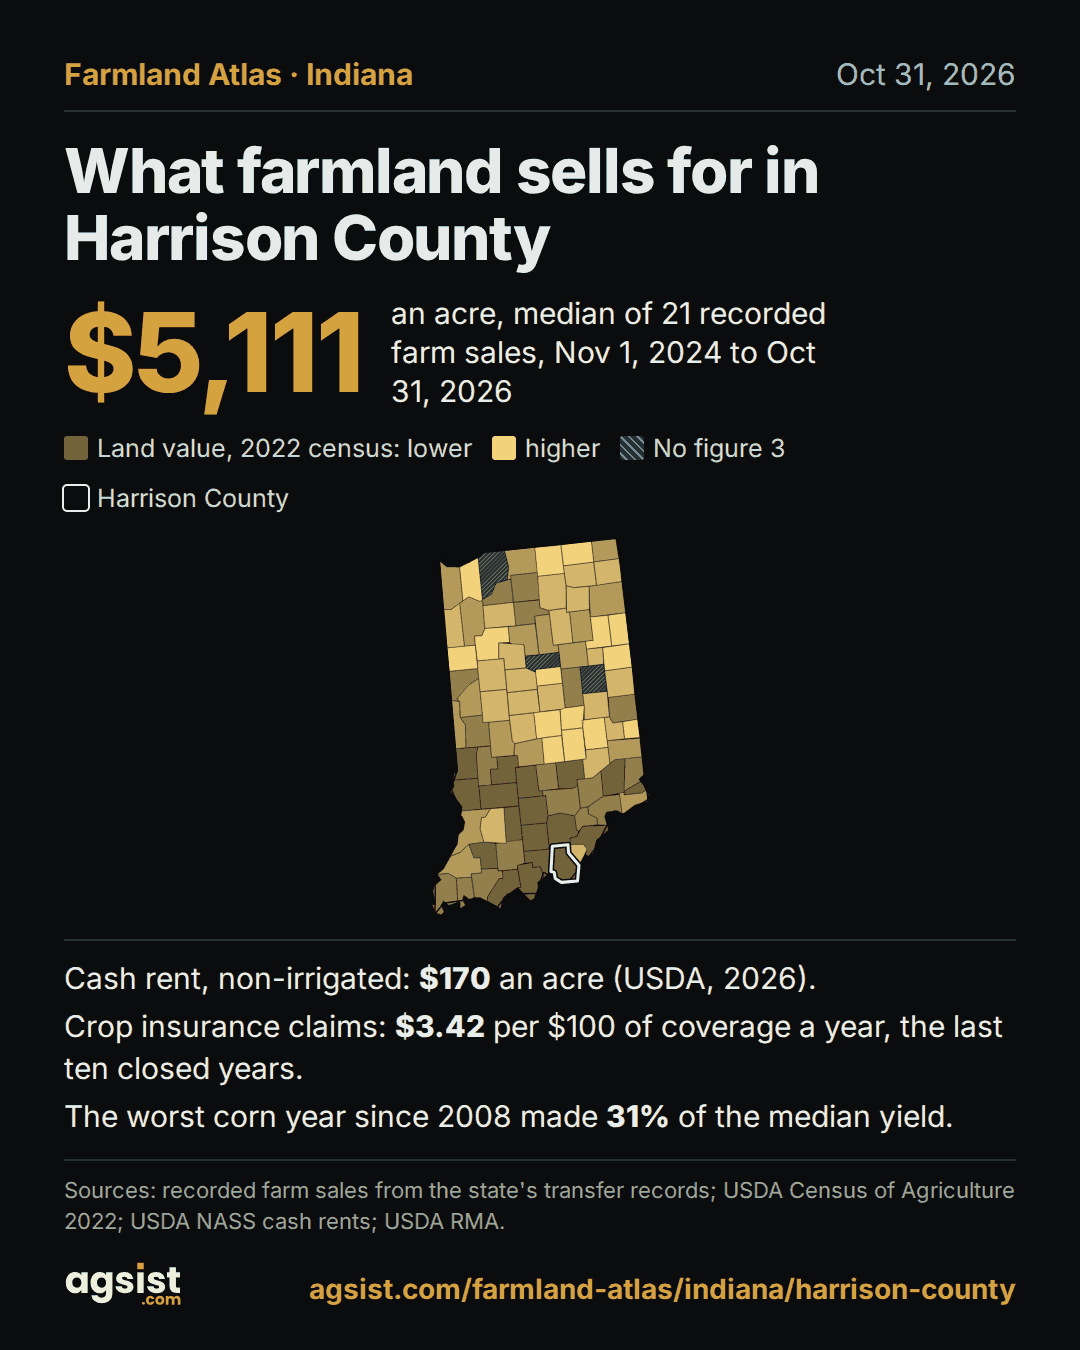 Farmland Atlas · Indiana
Oct 31, 2026
What farmland sells for in
Harrison County
$5,111
an acre, median of 21 recorded
farm sales, Nov 1, 2024 to Oct
31, 2026
Land value, 2022 census: lower
higher
No figure 3
Harrison County
Cash rent, non-irrigated: $170 an acre (USDA, 2026).
Crop insurance claims: $3.42 per $100 of coverage a year, the last
ten closed years.
The worst corn year since 2008 made 31% of the median yield.
Sources: recorded farm sales from the state's transfer records; USDA Census of Agriculture
2022; USDA NASS cash rents; USDA RMA.
agsist
.com
agsist.com/farmland-atlas/indiana/harrison-county